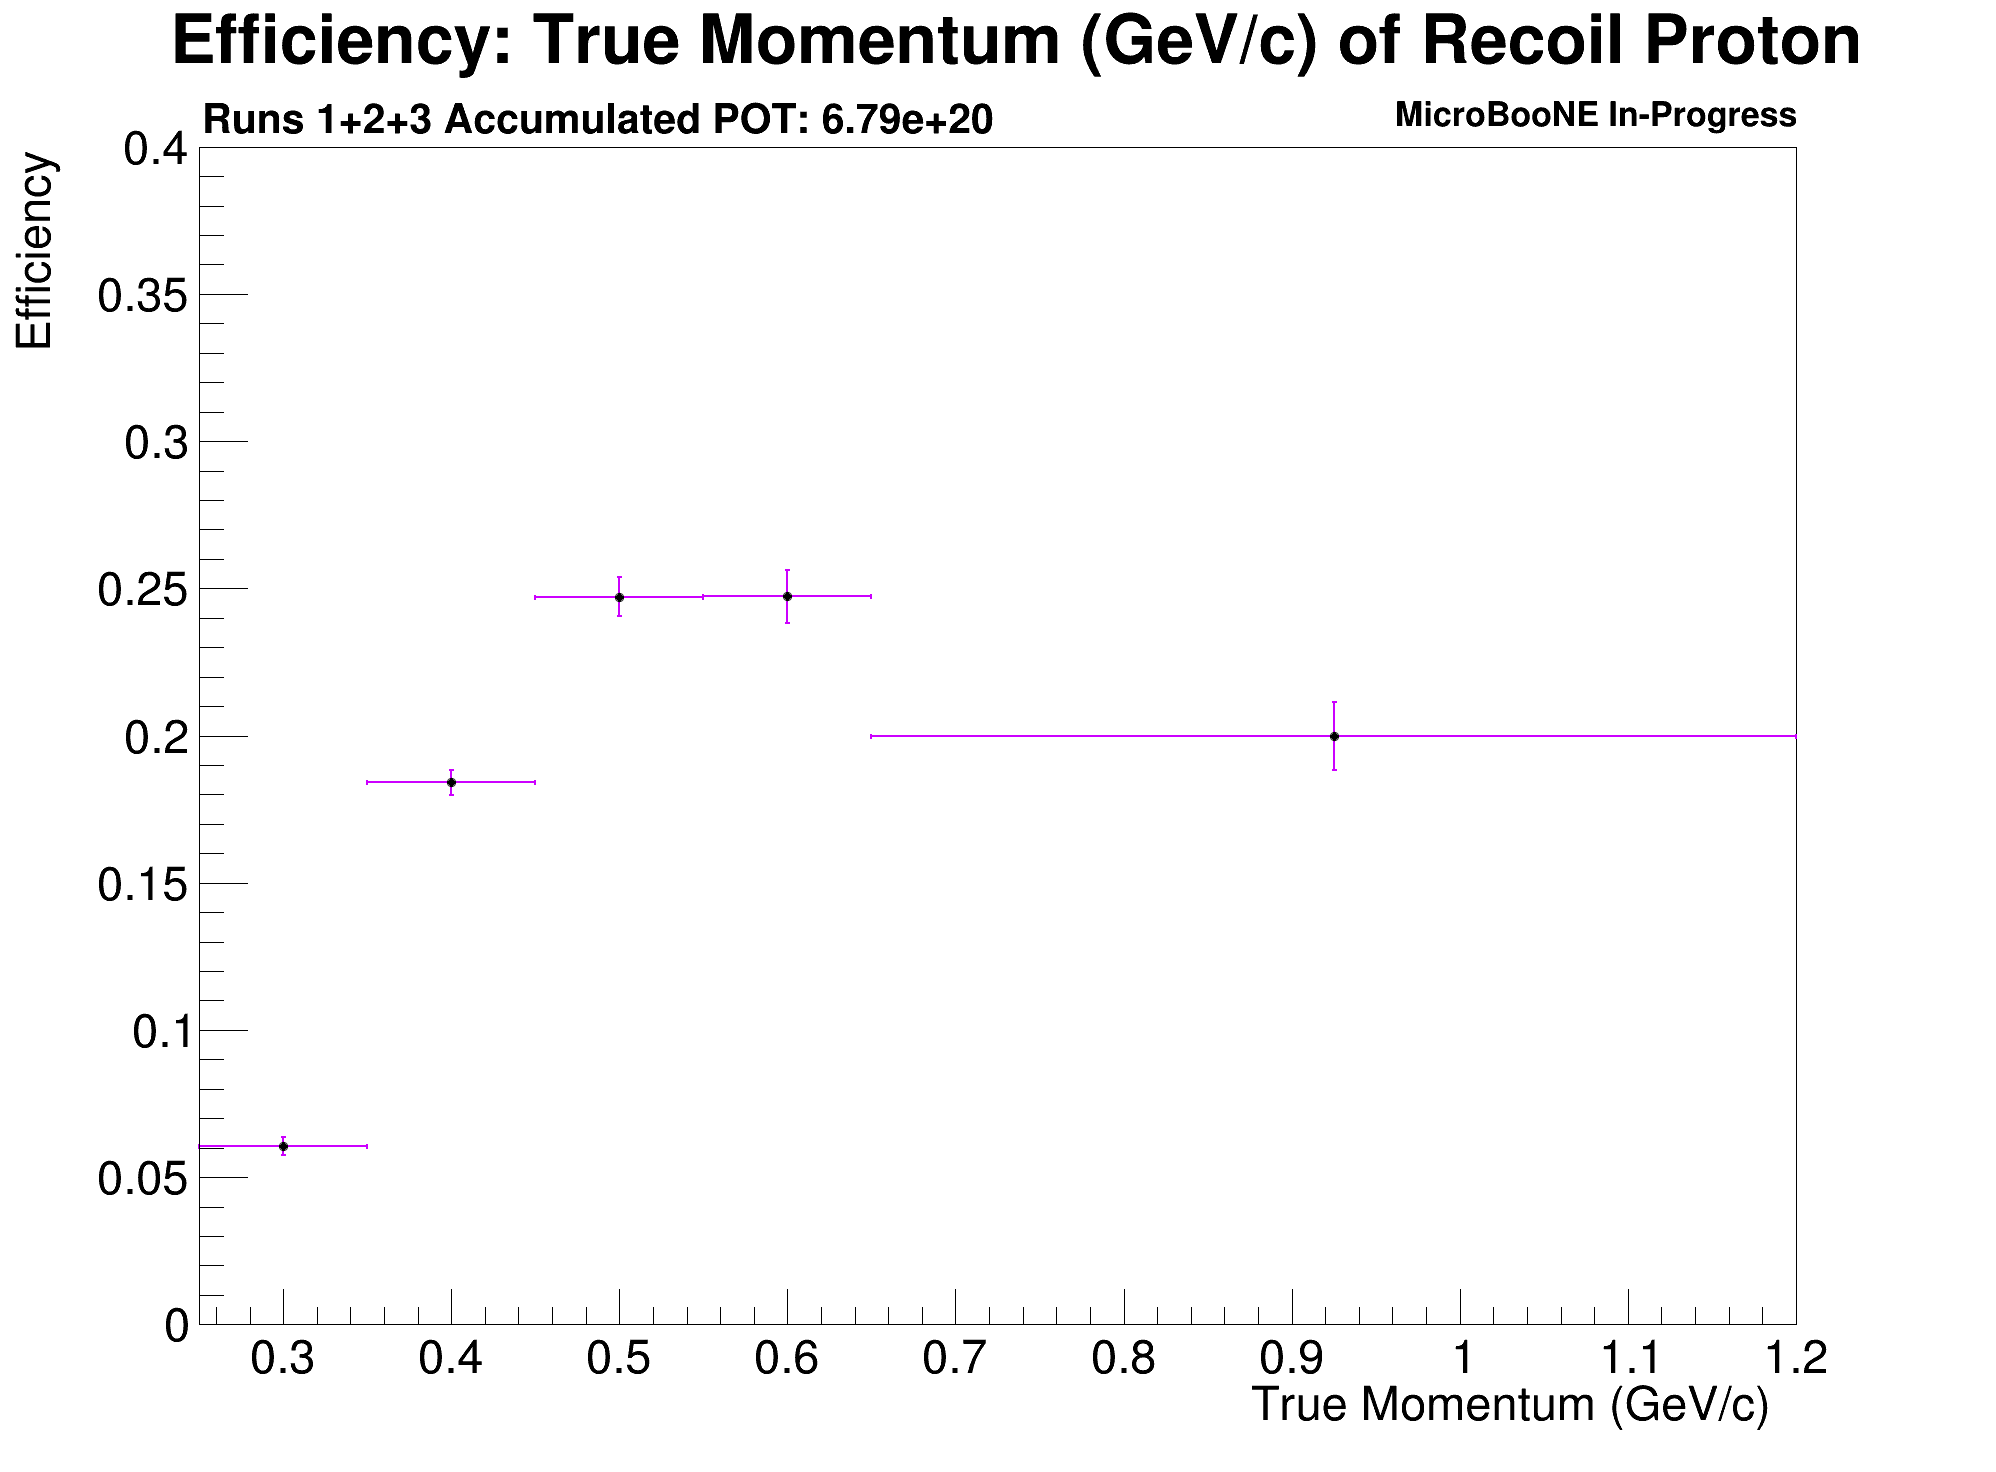 Efficiency: True Momentum (GeV/c) of Recoil Proton
Runs 1+2+3 Accumulated POT: 6.79e+20
MicroBooNE In-Progress
Efficiency
0.4
0.35
0.3
0.25
0.2
0.15
0.1
0.05
0
0.3 0.4 0.5 0.6 0.7 0.8 0.9 1 1.1 1.2
True Momentum (GeV/c)